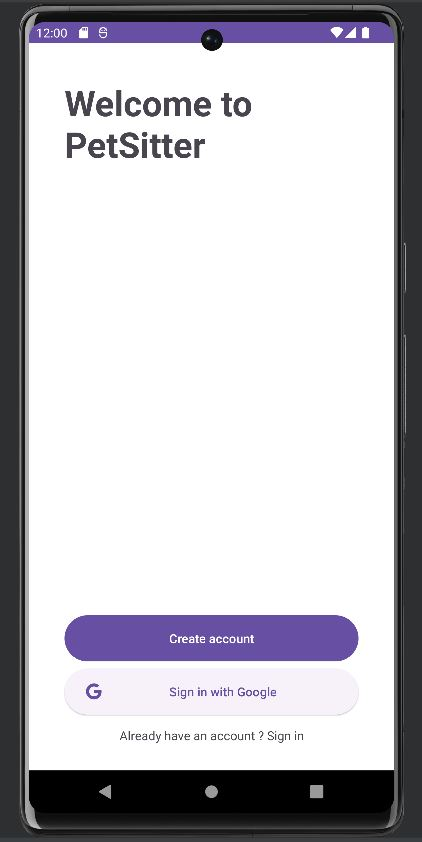 12:00
Welcome to
PetSitter
Create account
G Sign in with Google
Already have an account ? Sign in